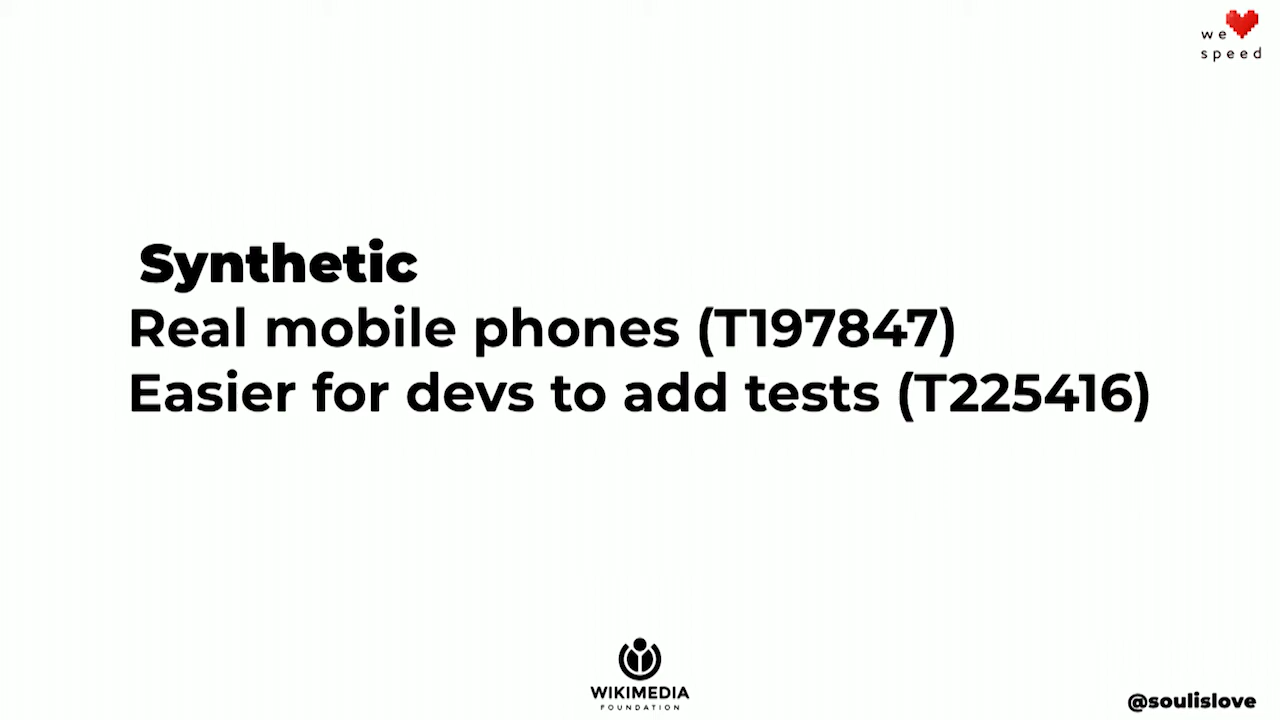 we
speed
Synthetic
Real mobile phones (T197847)
Easier for devs to add tests (T225416)
WIKIMEDIA
FOUNDATION
@soulislove